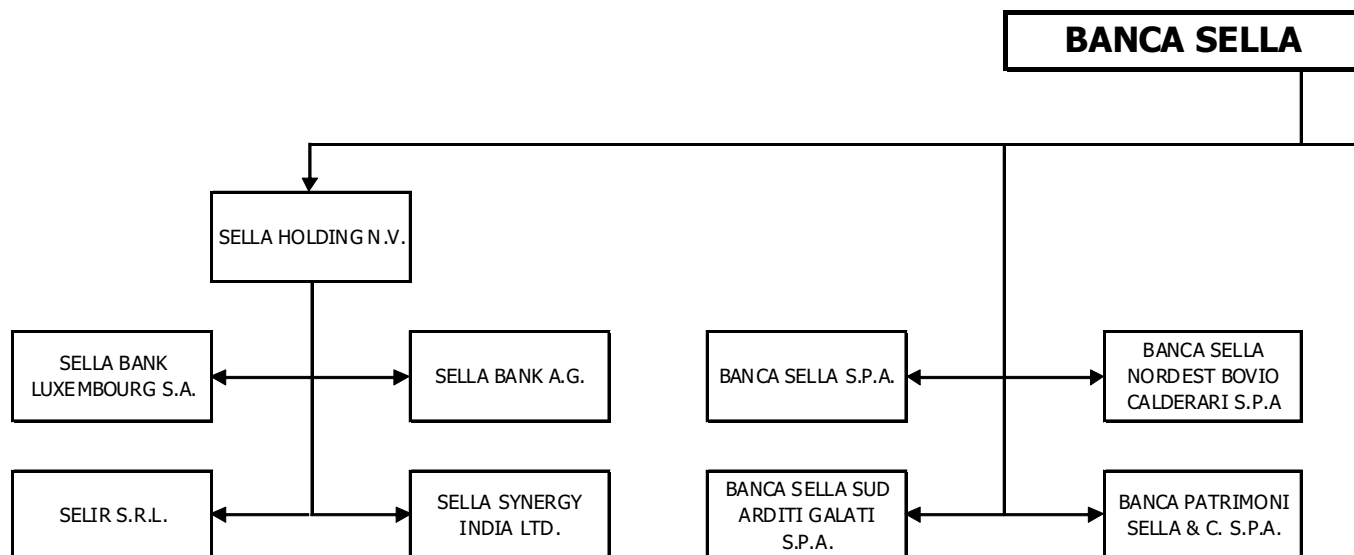 BANCA SELLA
SELLA HOLDING N.V.
SELLA BANK
LUXEMBOURG S.A.
SELLA BANK A.G.
BANCA SELLA S.P.A.
BANCA SELLA
NORDEST BOVIO
CALDERARI S.P.A
SELIR S.R.L.
SELLA SYNERGY
INDIA LTD.
BANCA SELLA SUD
ARDITI GALATI
S.P.A.
BANCA PATRIMONI
SELLA & C. S.P.A.